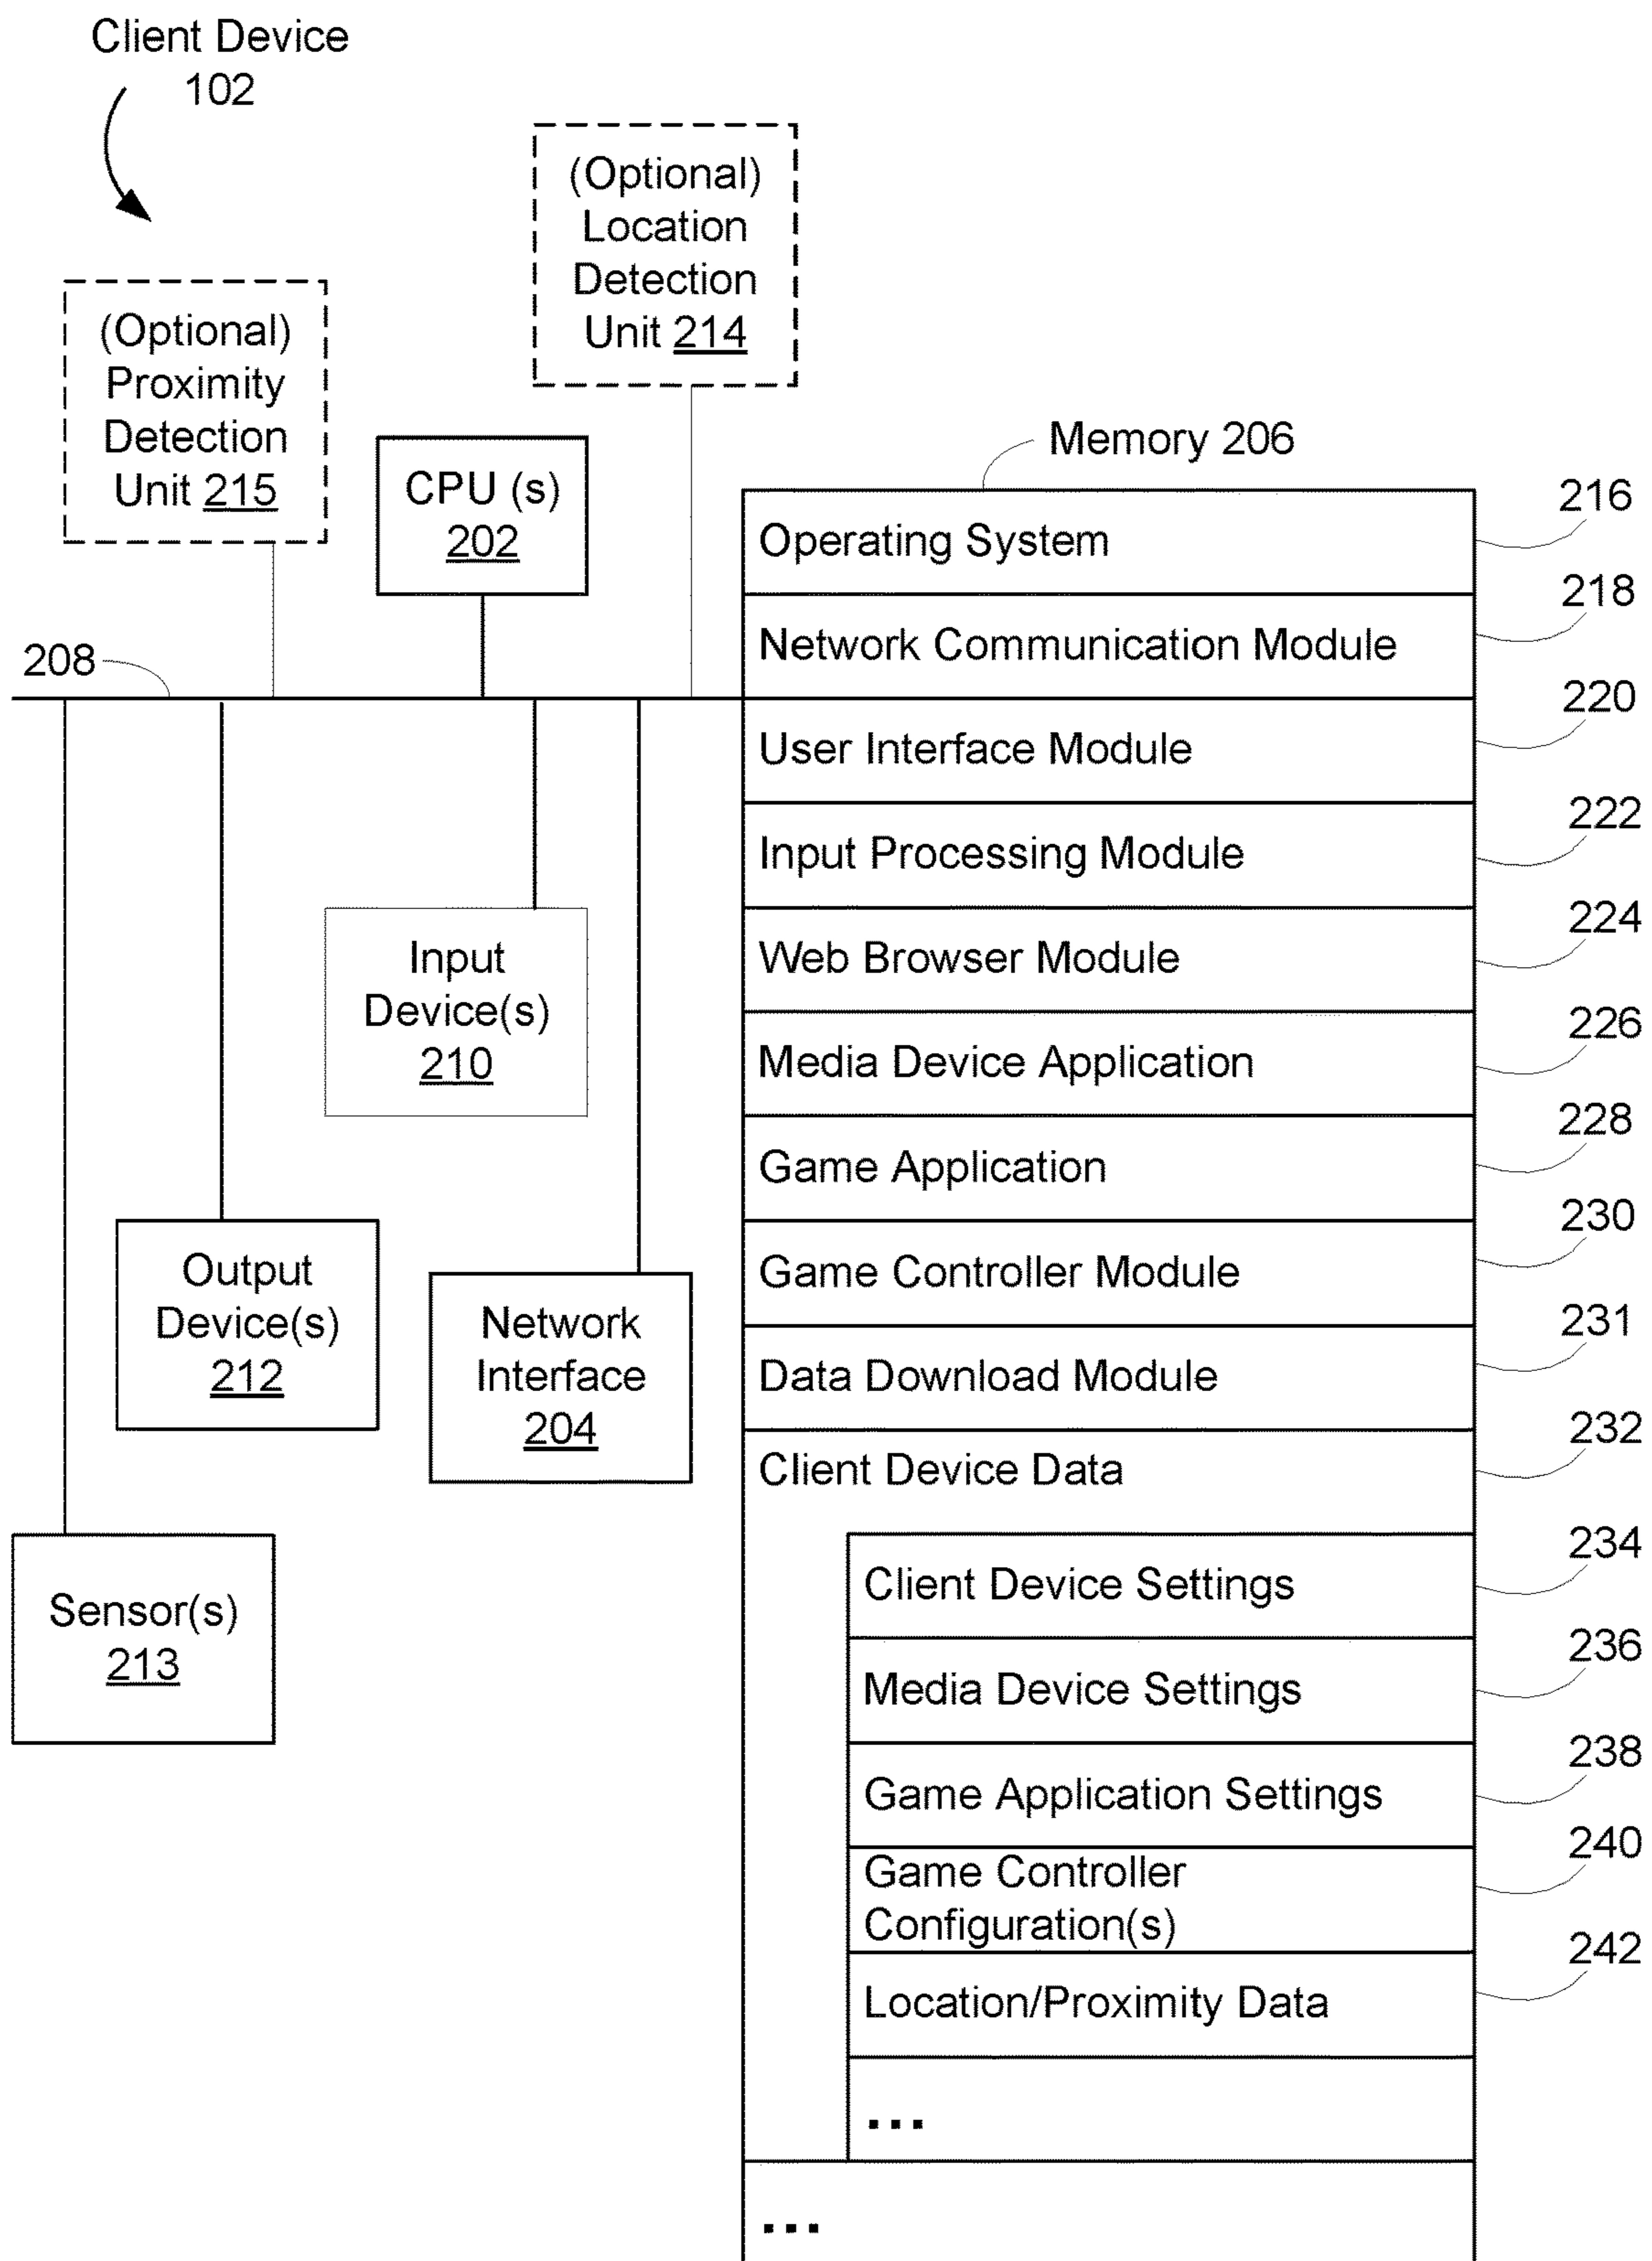 Client Device
102
(Optional)
Location
Detection
Unit 214
(Optional)
Proximity
Detection
Unit 215
CPU (s)
202
208
Input
Device(s)
210
Output
Device(s)
212
Network
Interface
204
Sensor(s)
213
Memory 206
Operating System
216
Network Communication Module
218
User Interface Module
220
Input Processing Module
222
Web Browser Module
224
Media Device Application
226
Game Application
228
Game Controller Module
230
Data Download Module
231
Client Device Data
232
Client Device Settings
234
Media Device Settings
236
Game Application Settings
238
Game Controller
Configuration(s)
240
Location/Proximity Data
242
...
...